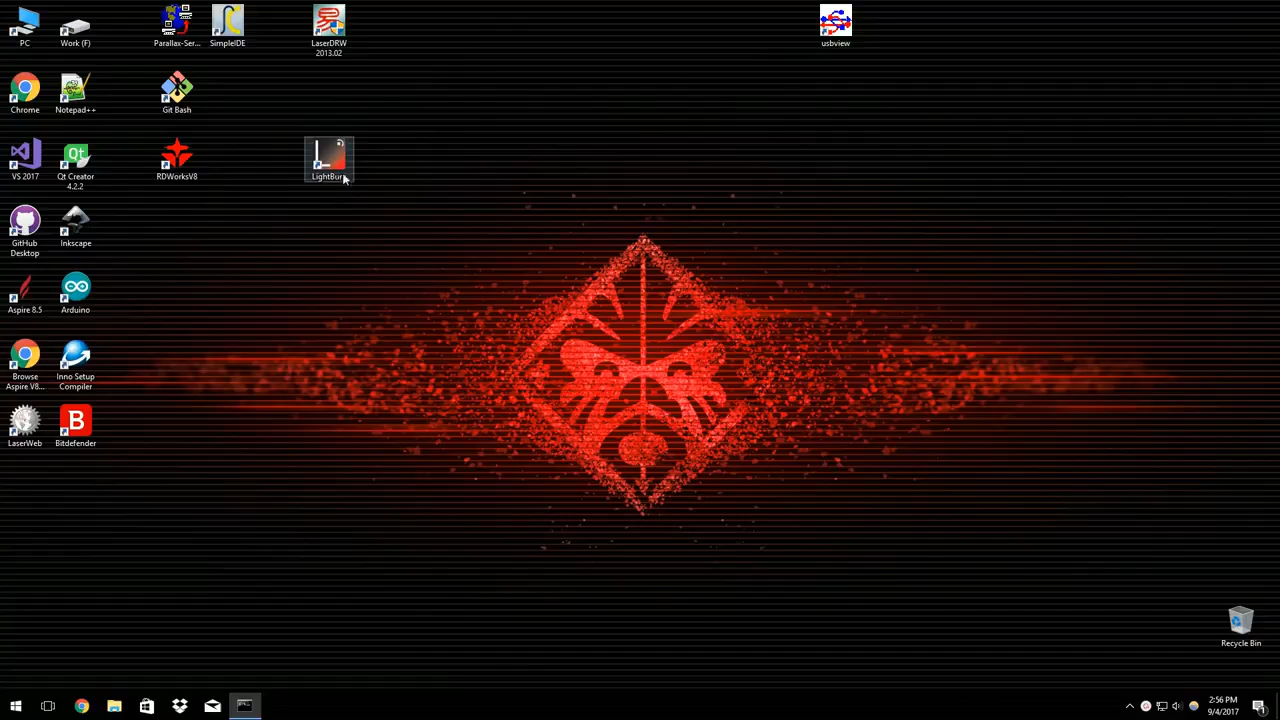 PC
Work (F)
Parallax-Ser...
SimpleIDE
LaserDRW
2013.02
usbview
Chrome
Notepad++
Git Bash
VS 2017
Qt Creator
4.2.2
RDWorksV8
LightBurn
GitHub
Desktop
Inkscape
Aspire 8.5
Arduino
Browse
Aspire V8...
Inno Setup
Compiler
LaserWeb
B
Bitdefender
Recycle Bin
2:56 PM
9/4/2017